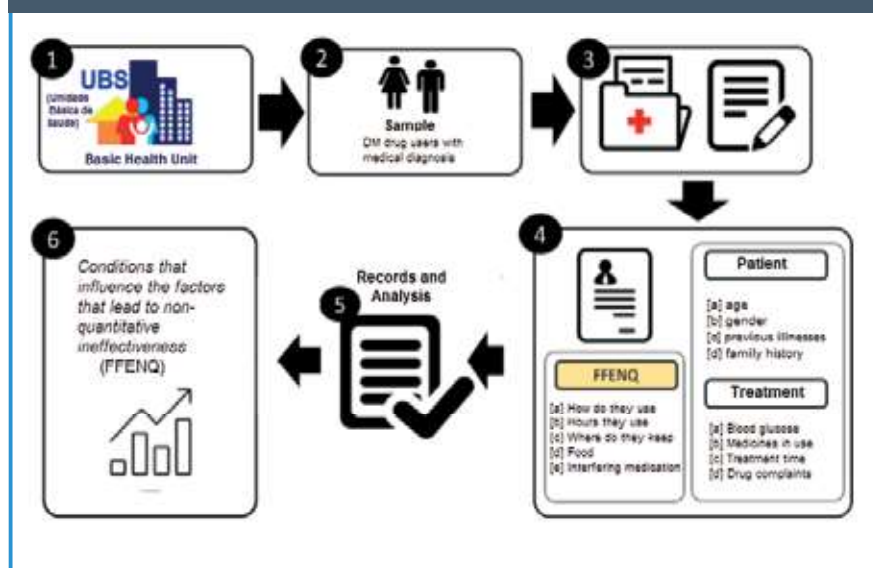 1
UBS
(Unidade
Básica de
Saúde)
Basic Health Unit
2
Sample
DM drug users with
medical diagnosis
3
4
Patient
[a] age
[b] gender
[c] previous illnesses
[d] family history
FFENQ
[a] How do they use
[b] Hours they use
[c] Where do they keep
[d] Food
[e] Interfering medication
Treatment
[a] Blood glucose
[b] Medicines in use
[c] Treatment time
[d] Drug complaints
Records and
Analysis
5
6
Conditions that
influence the factors
that lead to non-
quantitative
ineffectiveness
(FFENQ)